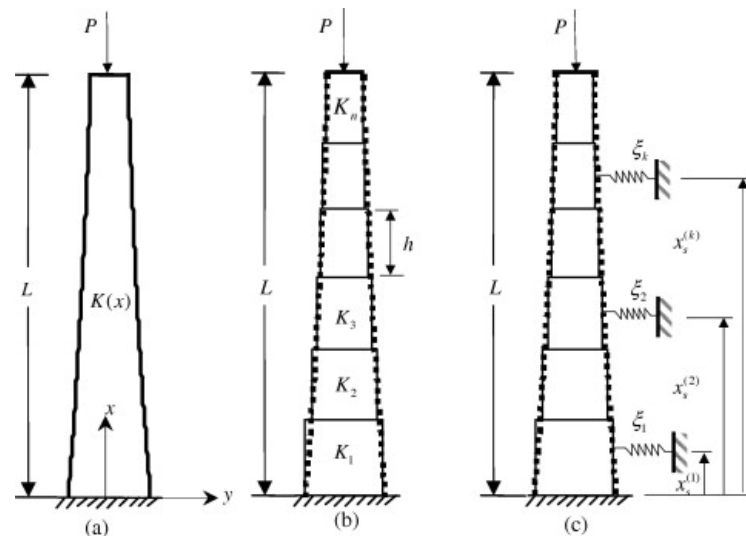 P
L
K(x)
x
y
(a)
P
L
K_n
h
K_3
K_2
K_1
(b)
P
L
ξ_k
x_s^(k)
ξ_2
x_s^(2)
ξ_1
x_s^(1)
(c)